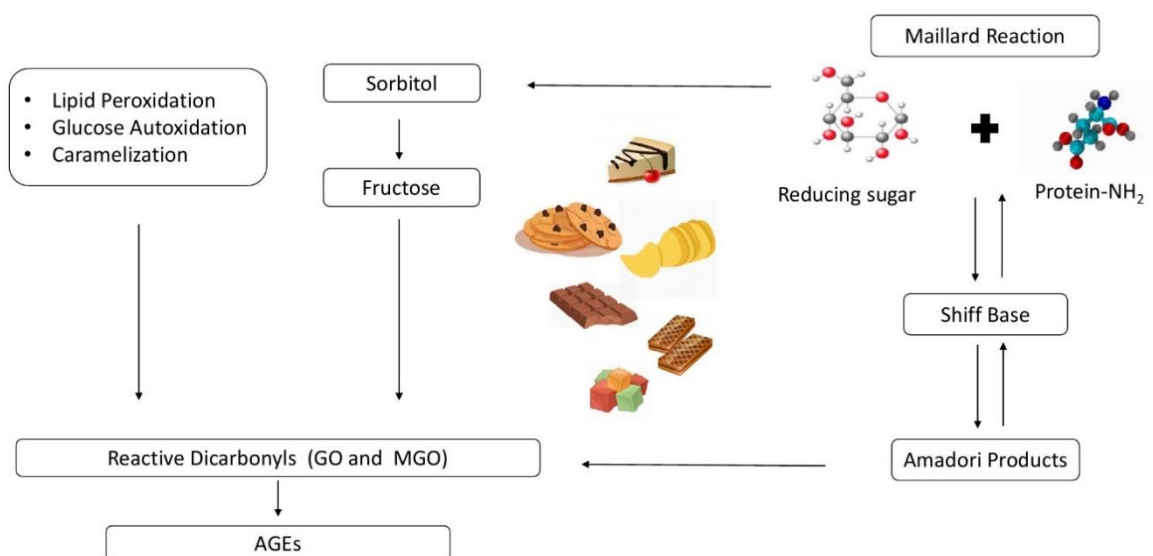 Maillard Reaction
• Lipid Peroxidation
• Glucose Autoxidation
• Caramelization
Sorbitol
Fructose
Reducing sugar
Protein-NH₂
Shiff Base
Reactive Dicarbonyls (GO and MGO)
Amadori Products
AGEs